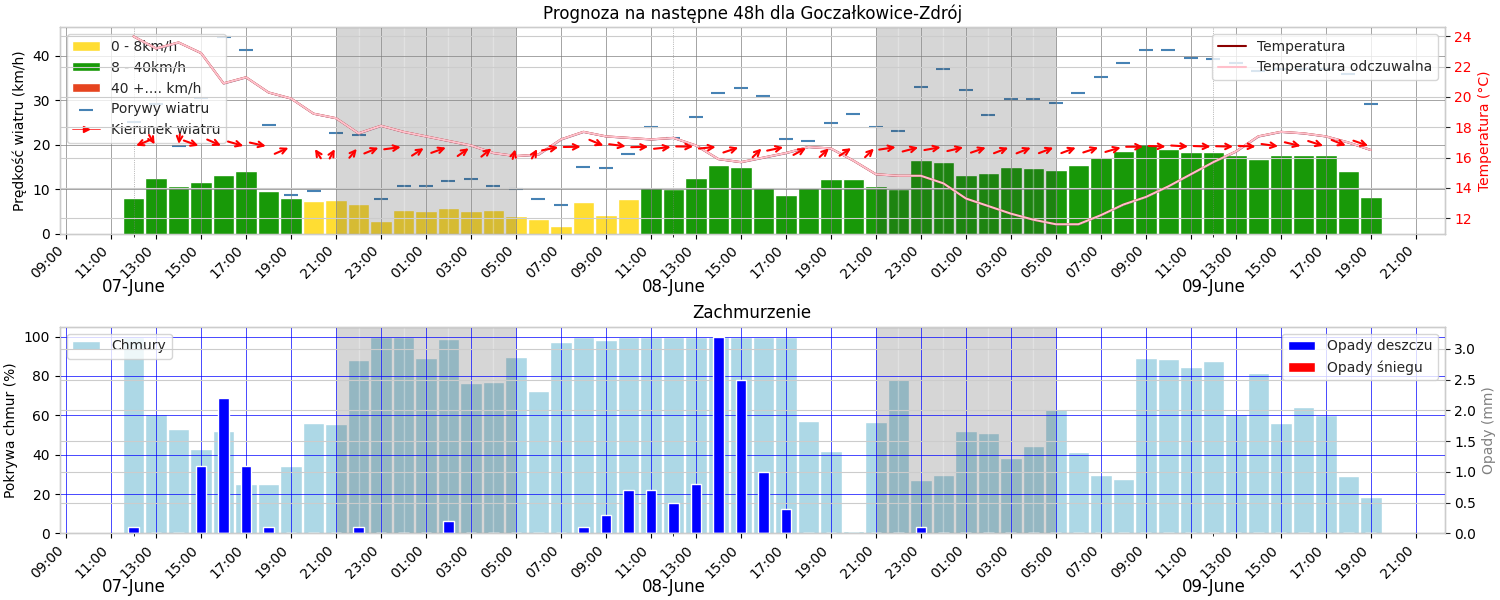 Prognoza na następne 48h dla Goczałkowice-Zdrój
Prędkość wiatru (km/h)
40
30
20
10
0
0 - 8km/h
8 - 40km/h
40 +.... km/h
Porywy wiatru
Kierunek wiatru
Temperatura
Temperatura odczuwalna
24
22
20
18
16
14
12
Temperatura (°C)
09:00 11:00 13:00 15:00 17:00 19:00 21:00 23:00 01:00 03:00 05:00 07:00 09:00 11:00 13:00 15:00 17:00 19:00 21:00 23:00 01:00 03:00 05:00 07:00 09:00 11:00 13:00 15:00 17:00 19:00 21:00
07-June 08-June 09-June
Zachmurzenie
Pokrywa chmur (%)
100
80
60
40
20
0
Chmury
Opady deszczu
Opady śniegu
3.0
2.5
2.0
1.5
1.0
0.5
0.0
Opady (mm)
09:00 11:00 13:00 15:00 17:00 19:00 21:00 23:00 01:00 03:00 05:00 07:00 09:00 11:00 13:00 15:00 17:00 19:00 21:00 23:00 01:00 03:00 05:00 07:00 09:00 11:00 13:00 15:00 17:00 19:00 21:00
07-June 08-June 09-June